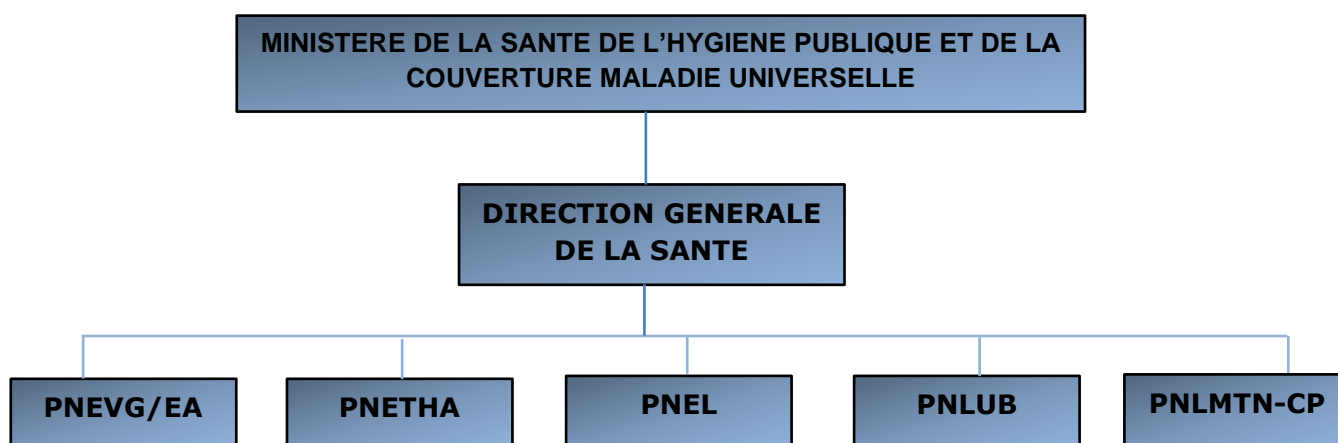 MINISTERE DE LA SANTE DE L’HYGIENE PUBLIQUE ET DE LA
COUVERTURE MALADIE UNIVERSELLE
DIRECTION GENERALE
DE LA SANTE
PNEVG/EA
PNETHA
PNEL
PNLUB
PNLMTN-CP